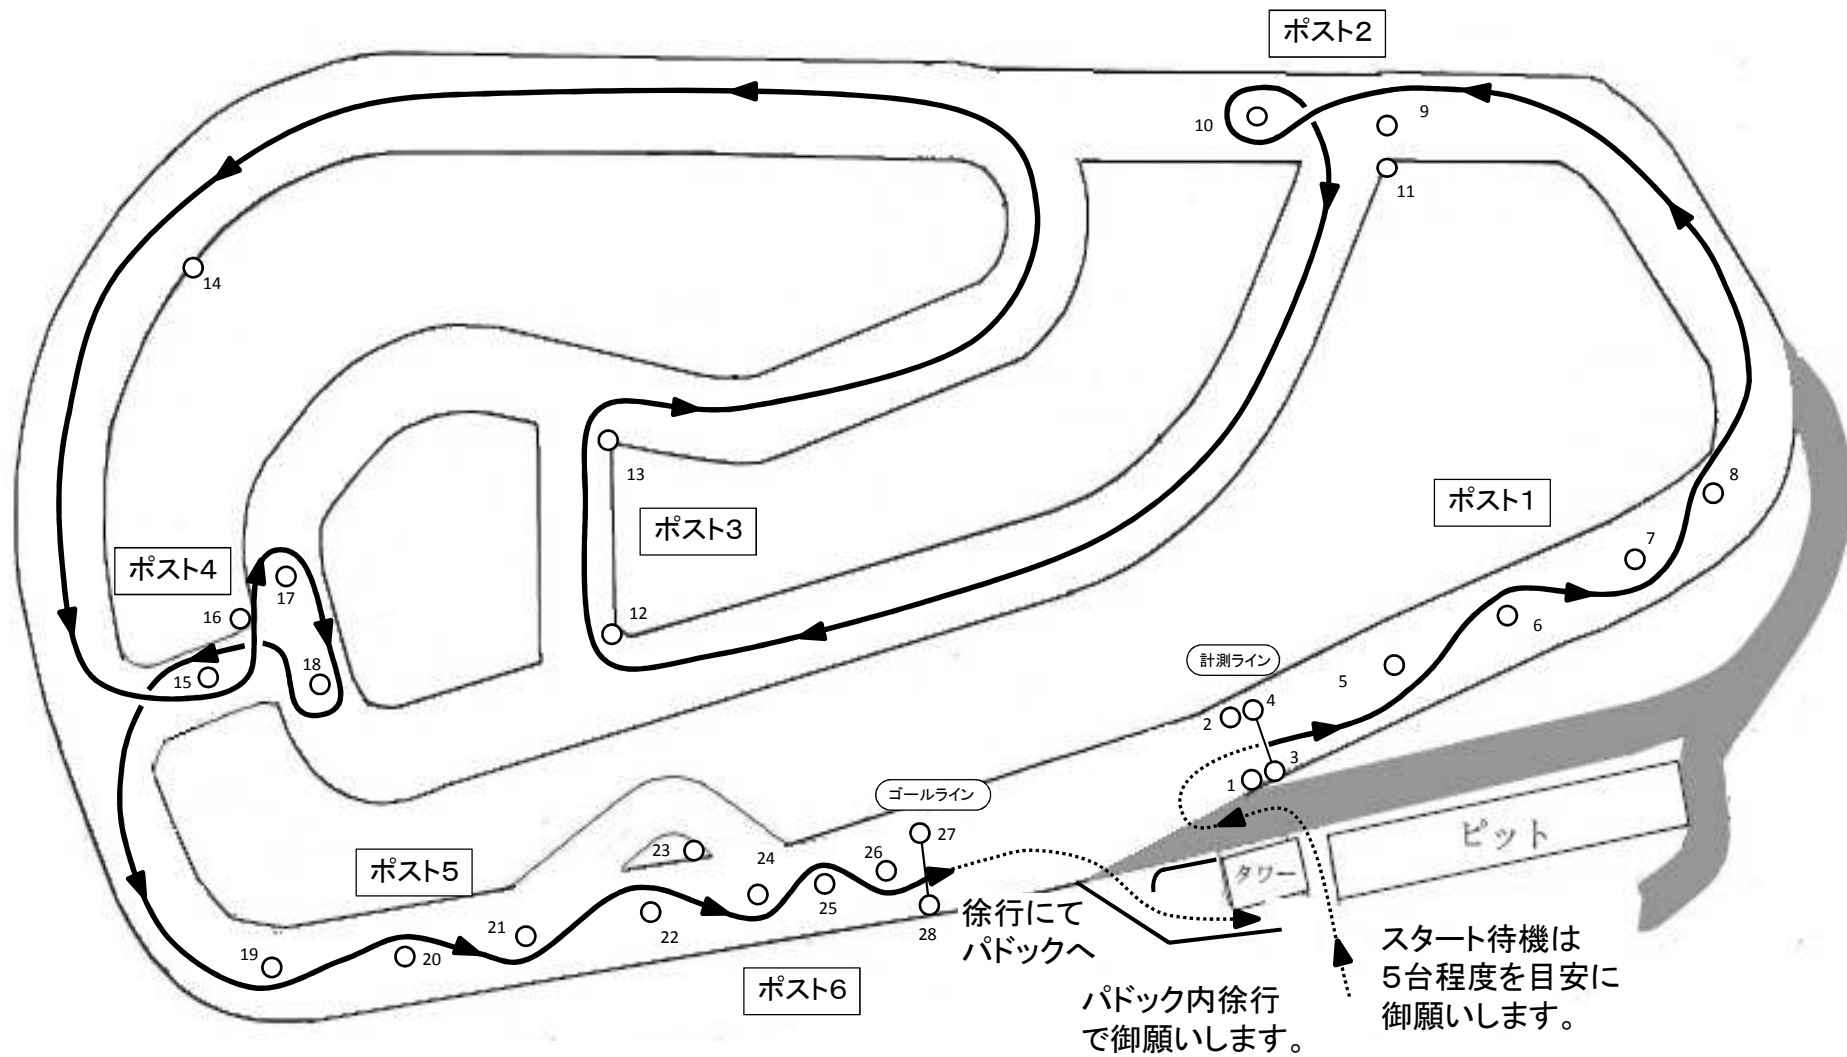 ポスト2
10
9
11
14
13
ポスト3
12
ポスト1
8
7
6
5
ポスト4
16
17
15
18
計測ライン
2
4
1
3
ゴールライン
27
ピット
タワー
23
24
26
ポスト5
21
22
25
28
19
20
ポスト6
徐行にて
パドックへ
パドック内徐行
で御願いします。
スタート待機は
5台程度を目安に
御願いします。